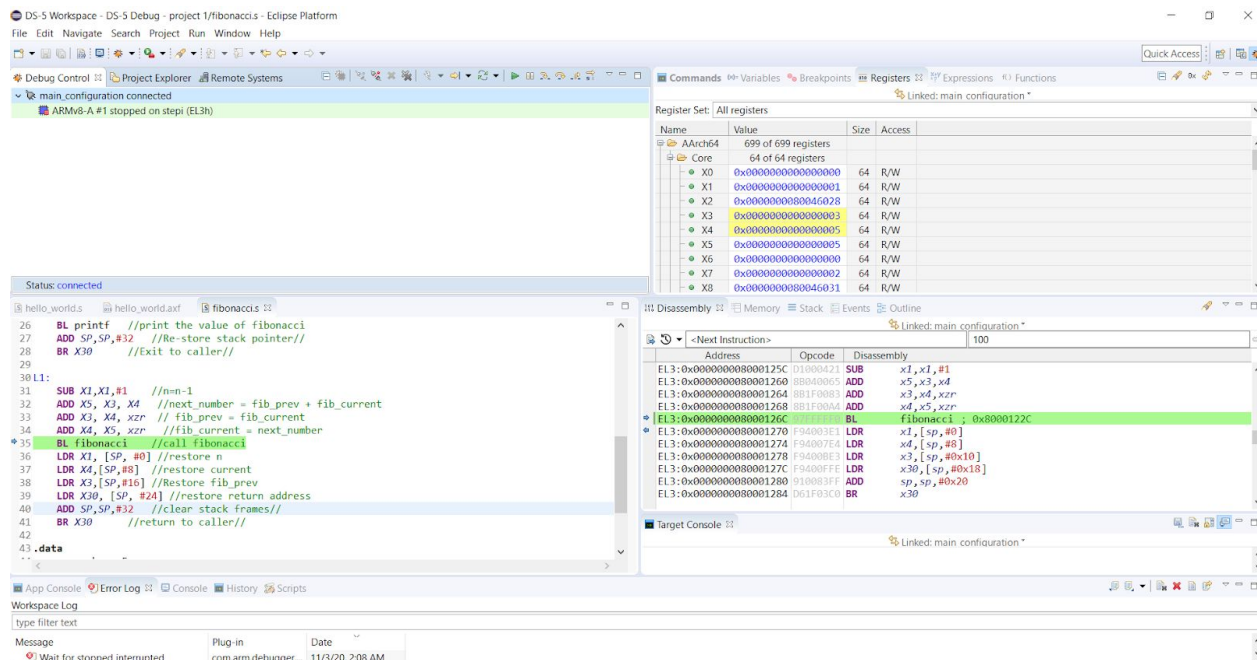 DS-5 Workspace - DS-5 Debug - project 1/fibonacci.s - Eclipse Platform
File Edit Navigate Search Project Run Window Help
Quick Access
Debug Control Project Explorer Remote Systems
main_configuration connected
ARMv8-A #1 stopped on stepi (EL3h)
Status: connected
Commands Variables Breakpoints Registers Expressions Functions
Linked: main_configuration
Register Set: All registers
Name Value Size Access
AArch64 699 of 699 registers
Core 64 of 64 registers
X0 0x0000000000000000 64 R/W
X1 0x0000000000000001 64 R/W
X2 0x0000000080046028 64 R/W
X3 0x0000000000000003 64 R/W
X4 0x0000000000000005 64 R/W
X5 0x0000000000000005 64 R/W
X6 0x0000000000000000 64 R/W
X7 0x0000000000000002 64 R/W
X8 0x0000000080046031 64 R/W
hello_world.s hello_world.axf fibonacci.s
26 BL printf //print the value of fibonacci
27 ADD SP,SP,#32 //Re-store stack pointer//
28 BR X30 //Exit to caller//
29
30 L1:
31 SUB X1,X1,#1 //n=n-1
32 ADD X5, X3, X4 //next_number = fib_prev + fib_current
33 ADD X3, X4, xzr // fib_prev = fib_current
34 ADD X4, X5, xzr //fib_current = next_number
35 BL fibonacci //call fibonacci
36 LDR X1, [SP, #0] //restore n
37 LDR X4,[SP,#8] //restore current
38 LDR X3,[SP,#16] //Restore fib_prev
39 LDR X30, [SP, #24] //restore return address
40 ADD SP,SP,#32 //clear stack frames//
41 BR X30 //return to caller//
42
43 .data
Disassembly Memory Stack Events Outline
Linked: main_configuration
<Next Instruction> 100
Address Opcode Disassembly
EL3:0x000000008000125C D1000421 SUB x1,x1,#1
EL3:0x0000000080001260 8B040065 ADD x5,x3,x4
EL3:0x0000000080001264 8B1F0083 ADD x3,x4,xzr
EL3:0x0000000080001268 8B1F00A4 ADD x4,x5,xzr
EL3:0x000000008000126C 97FFFFF0 BL fibonacci ; 0x8000122C
EL3:0x0000000080001270 F94003E1 LDR x1,[sp,#0]
EL3:0x0000000080001274 F94007E4 LDR x4,[sp,#8]
EL3:0x0000000080001278 F9400BE3 LDR x3,[sp,#0x10]
EL3:0x000000008000127C F9400FFE LDR x30,[sp,#0x18]
EL3:0x0000000080001280 910083FF ADD sp,sp,#0x20
EL3:0x0000000080001284 D61F03C0 BR x30
Target Console
Linked: main_configuration
App Console Error Log Console History Scripts
Workspace Log
type filter text
Message Plug-in Date
Wait for stopped interrupted com.arm.debugger... 11/3/20, 2:08 AM